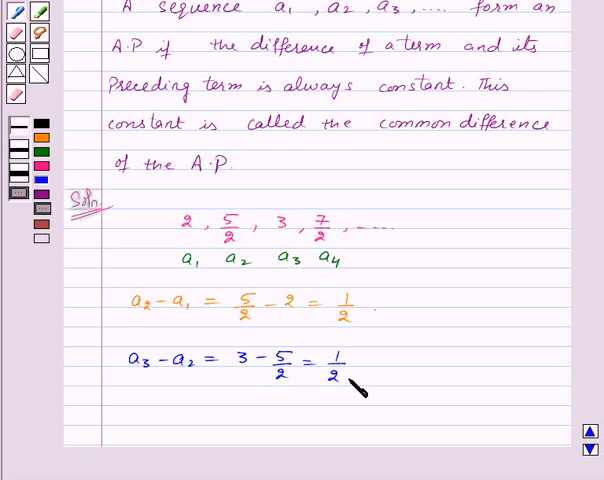 A sequence a₁, a₂, a₃, .... form an
A.P if the difference of a term and its
Preceding term is always constant. This
constant is called the common difference
of the A.P.
Soln.
2, 5/2, 3, 7/2, .....
a₁ a₂ a₃ a₄
a₂ - a₁ = 5/2 - 2 = 1/2.
a₃ - a₂ = 3 - 5/2 = 1/2